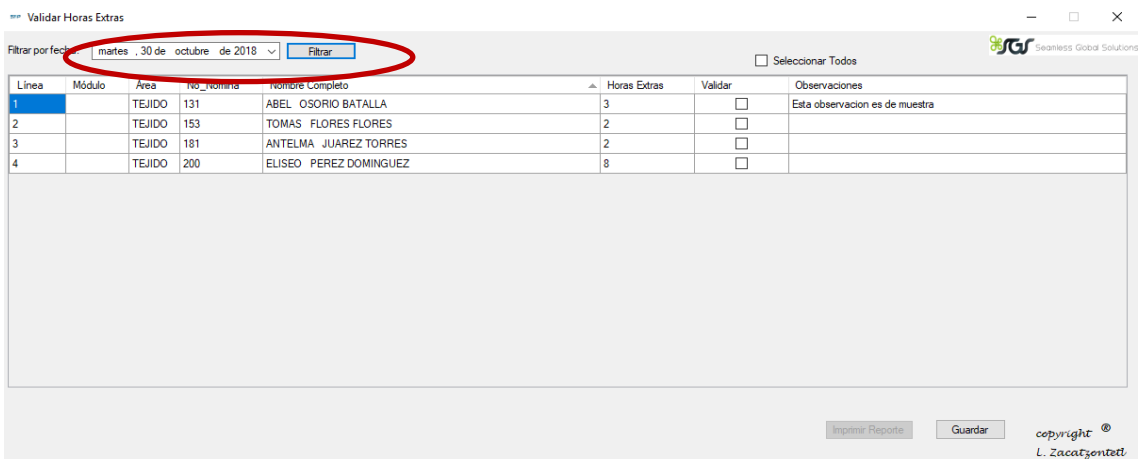 Validar Horas Extras
Filtrar por fecha: martes , 30 de octubre de 2018 Filtrar
SGS Seamless Global Solutions
Seleccionar Todos
Línea Módulo Area No_Nomina Nombre Completo Horas Extras Validar Observaciones
1 TEJIDO 131 ABEL OSORIO BATALLA 3 Esta observacion es de muestra
2 TEJIDO 153 TOMAS FLORES FLORES 2
3 TEJIDO 181 ANTELMA JUAREZ TORRES 2
4 TEJIDO 200 ELISEO PEREZ DOMINGUEZ 8
Imprimir Reporte Guardar
copyright ®
L. Zacatzontetl